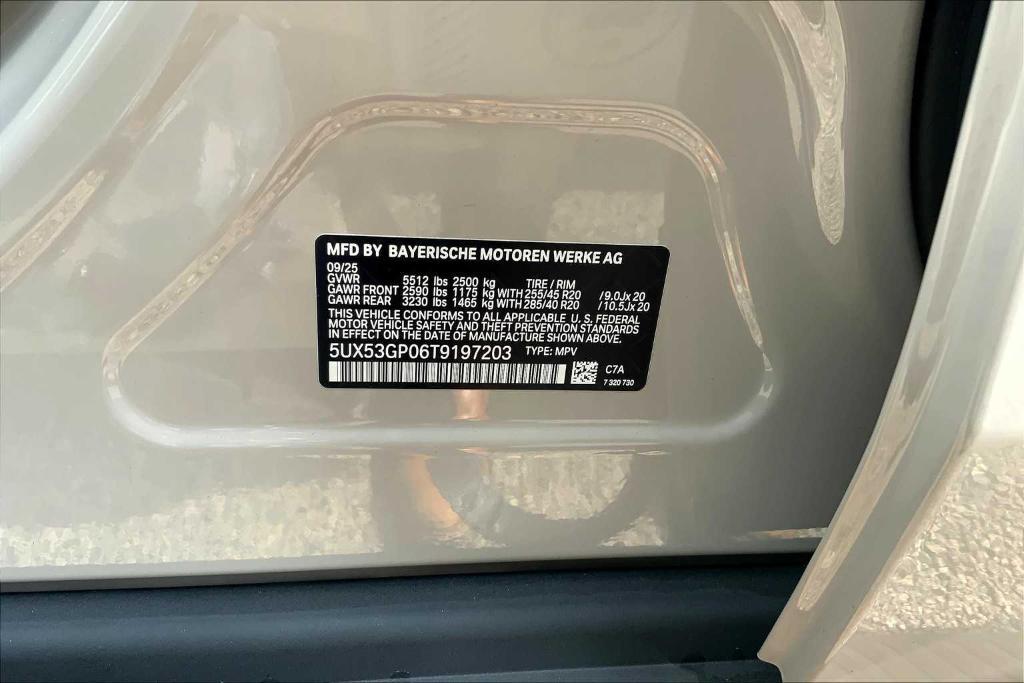 MFD BY BAYERISCHE MOTOREN WERKE AG
09/25
GVWR 5512 lbs 2500 kg TIRE / RIM
GAWR FRONT 2590 lbs 1175 kg WITH 255/45 R20 /9.0Jx 20
GAWR REAR 3230 lbs 1465 kg WITH 285/40 R20 /10.5Jx 20
THIS VEHICLE CONFORMS TO ALL APPLICABLE U.S. FEDERAL
MOTOR VEHICLE SAFETY AND THEFT PREVENTION STANDARDS
IN EFFECT ON THE DATE OF MANUFACTURE SHOWN ABOVE.
5UX53GP06T9197203 TYPE: MPV
C7A
7 320 730